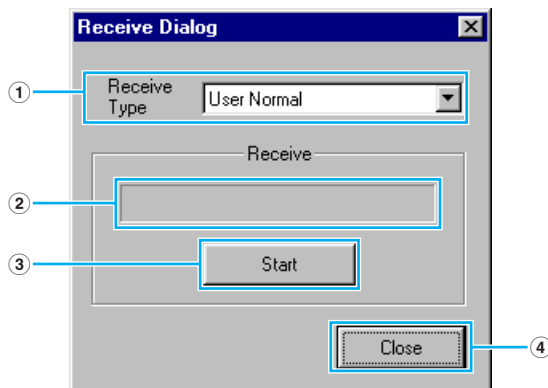 Receive Dialog
①
Receive
Type
User Normal
Receive
②
③
Start
Close
④